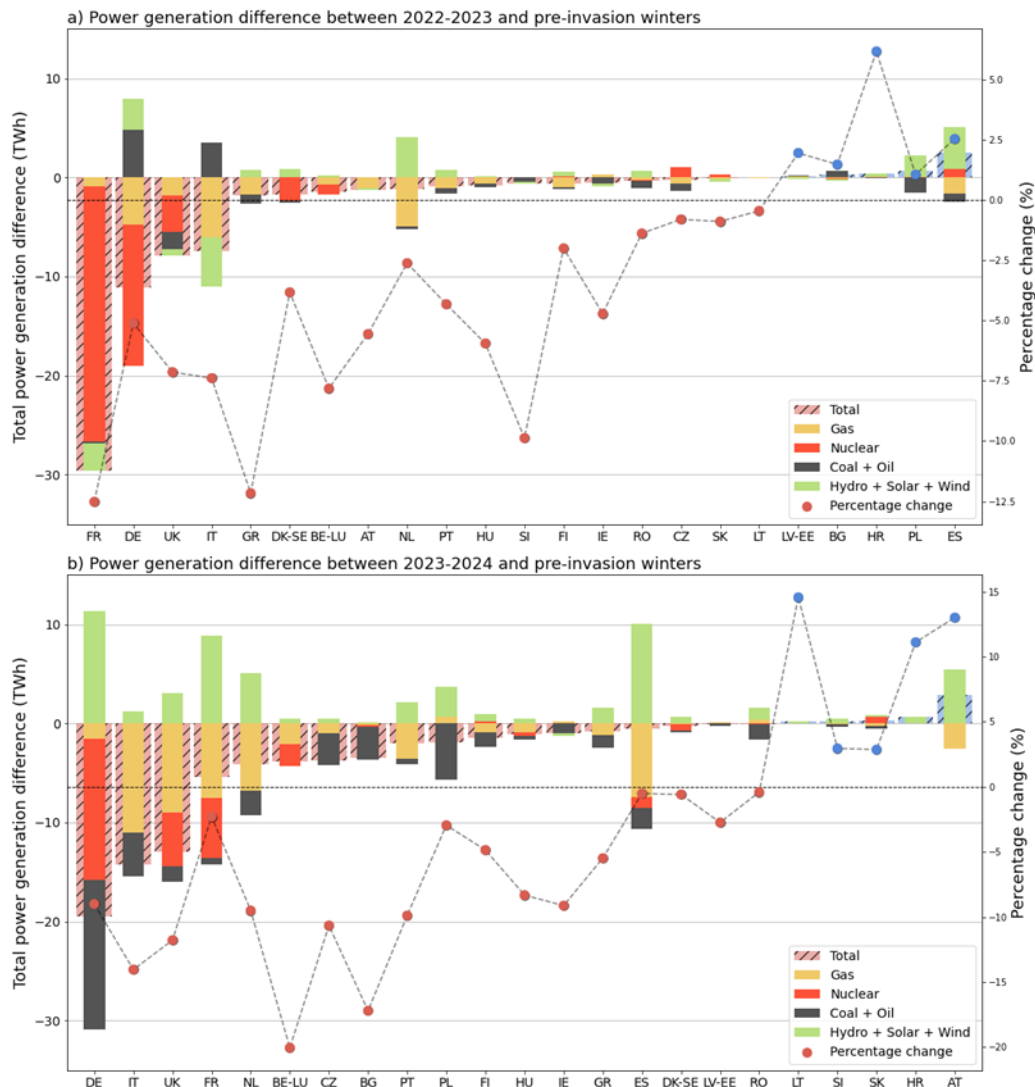 a) Power generation difference between 2022-2023 and pre-invasion winters
Total power generation difference (TWh)
10
0
−10
−20
−30
5.0
2.5
0.0
−2.5
−5.0
−7.5
−10.0
−12.5
Percentage change (%)
Total
Gas
Nuclear
Coal + Oil
Hydro + Solar + Wind
Percentage change
FR DE UK IT GR DK-SE BE-LU AT NL PT HU SI FI IE RO CZ SK LT LV-EE BG HR PL ES
b) Power generation difference between 2023-2024 and pre-invasion winters
Total power generation difference (TWh)
10
0
−10
−20
−30
15
10
5
0
−5
−10
−15
−20
Percentage change (%)
Total
Gas
Nuclear
Coal + Oil
Hydro + Solar + Wind
Percentage change
DE IT UK FR NL BE-LU CZ BG PT PL FI HU IE GR ES DK-SE LV-EE RO LT SI SK HR AT